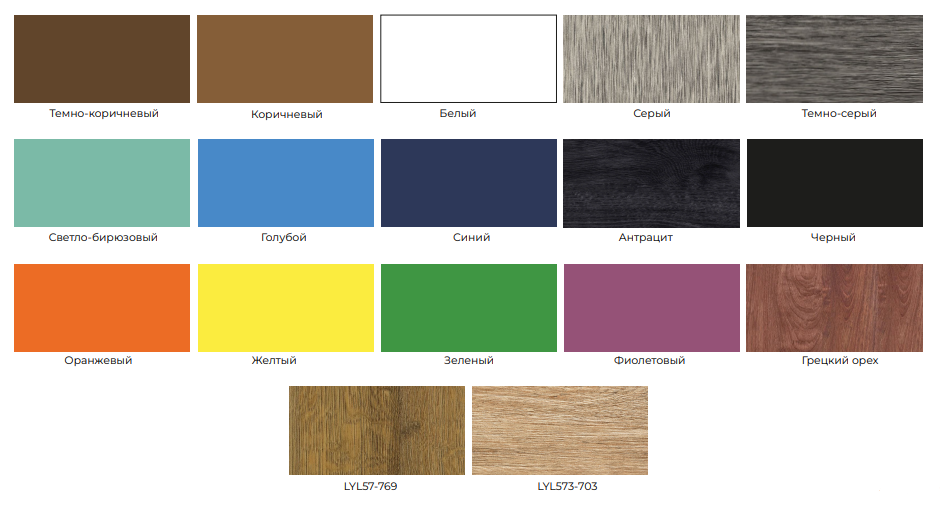 Темно-коричневый
Коричневый
Белый
Серый
Темно-серый
Светло-бирюзовый
Голубой
Синий
Антрацит
Черный
Оранжевый
Желтый
Зеленый
Фиолетовый
Грецкий орех
LYL57-769
LYL573-703